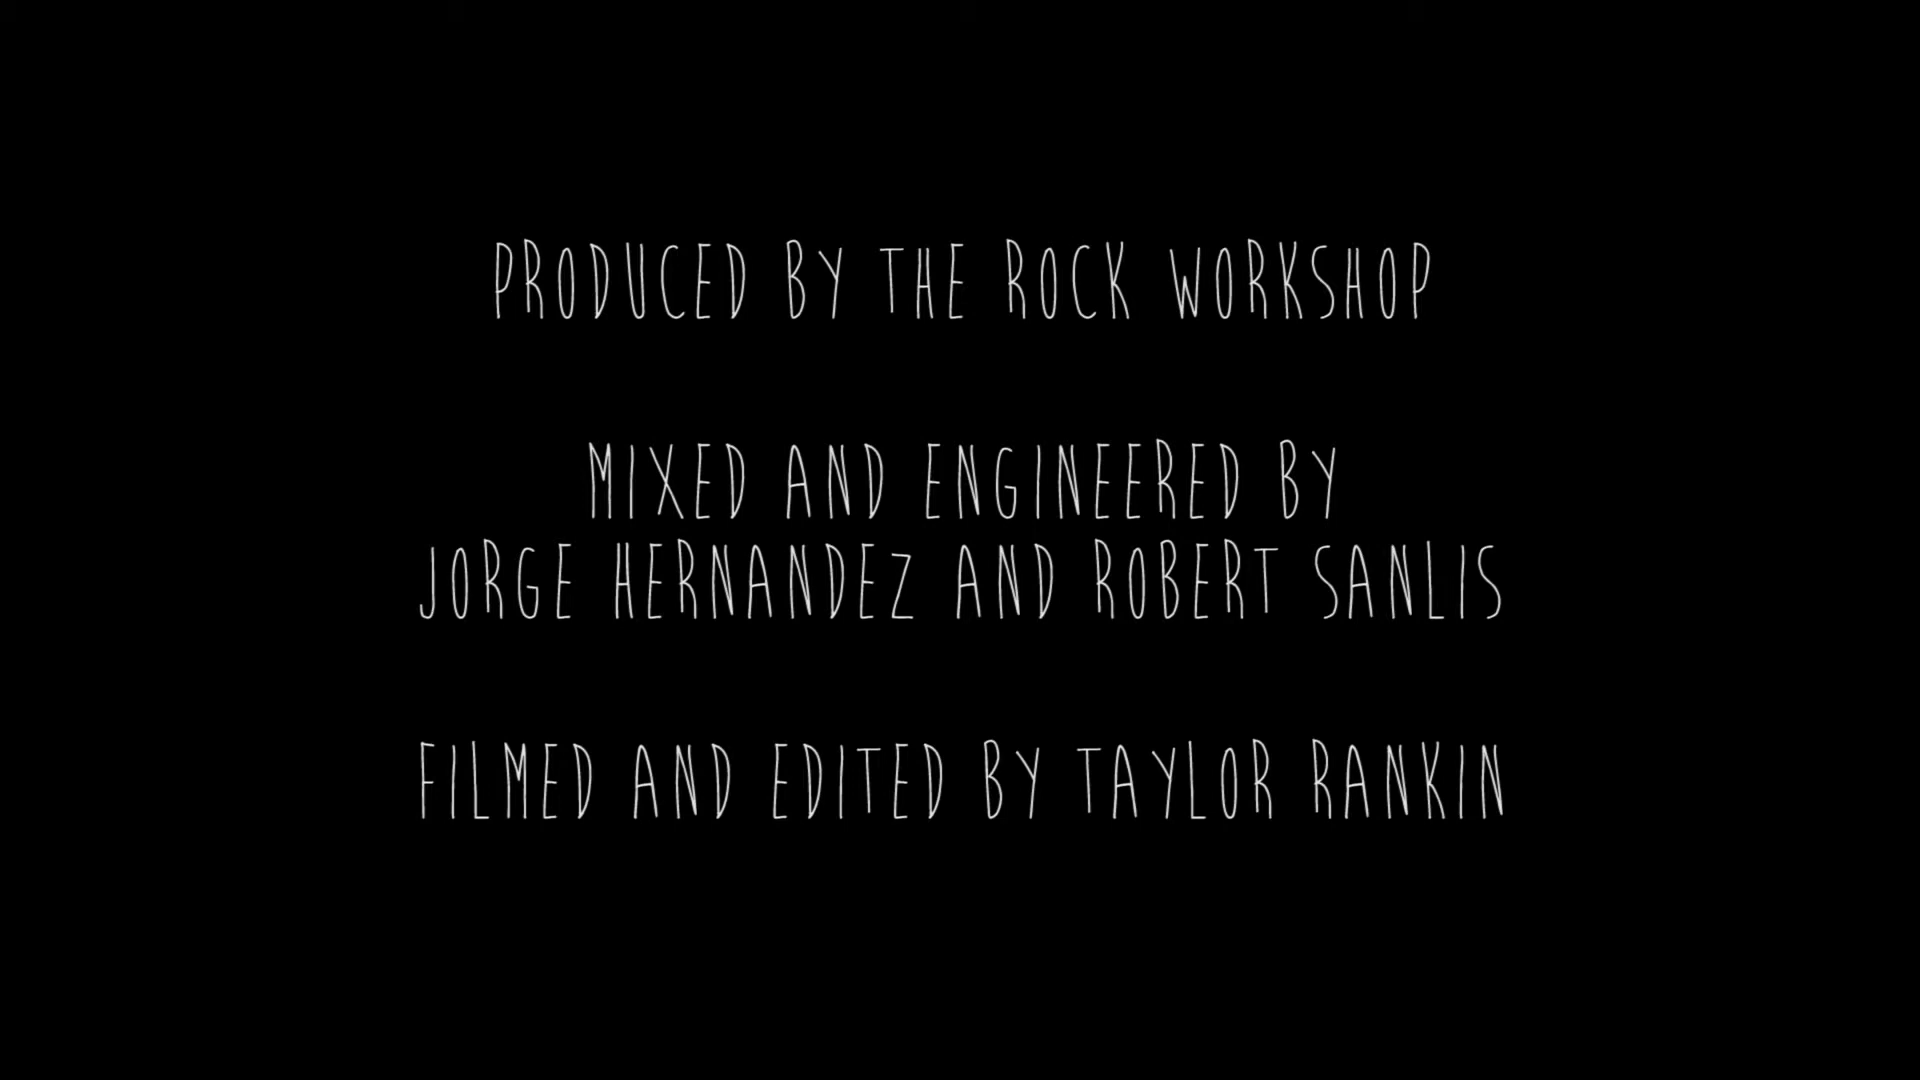 PRODUCED BY THE ROCK WORKSHOP
MIXED AND ENGINEERED BY
JORGE HERNANDEZ AND ROBERT SANLIS
FILMED AND EDITED BY TAYLOR RANKIN